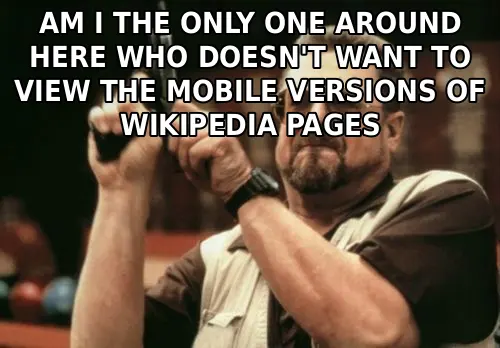 AM I THE ONLY ONE AROUND
HERE WHO DOESN'T WANT TO
VIEW THE MOBILE VERSIONS OF
WIKIPEDIA PAGES